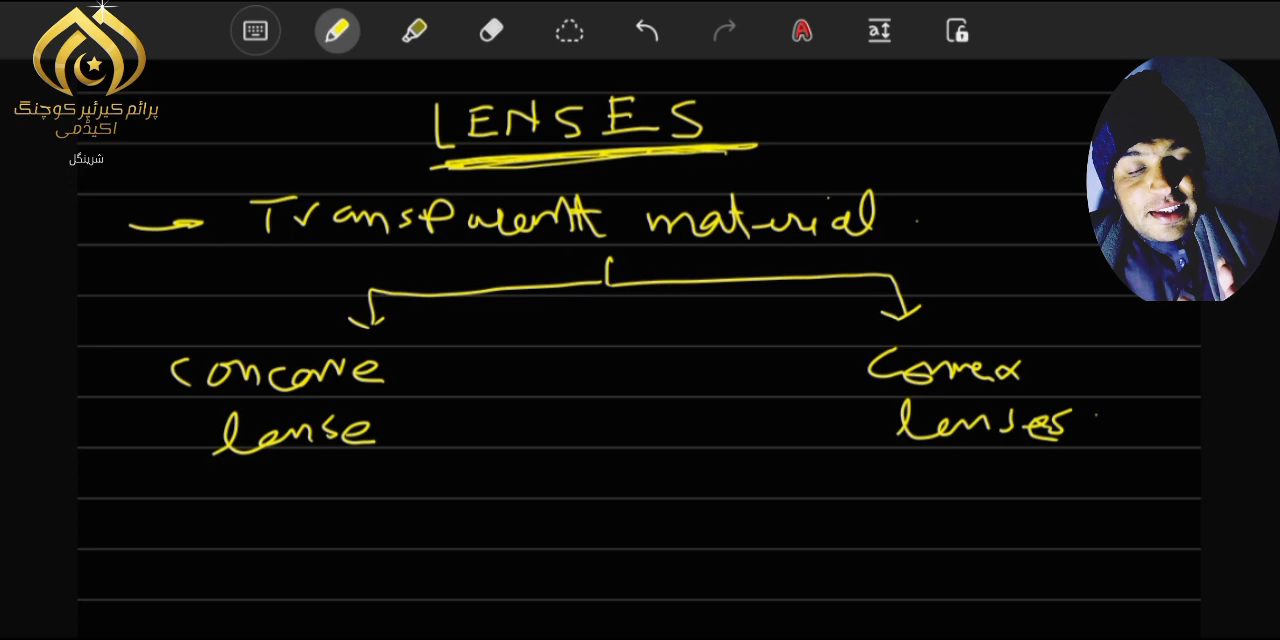 پرائم کیرئیر کوچنگ
اکیڈمی
شرینگل
LENSES
Transparent material
concave
lense
Convex
lenses